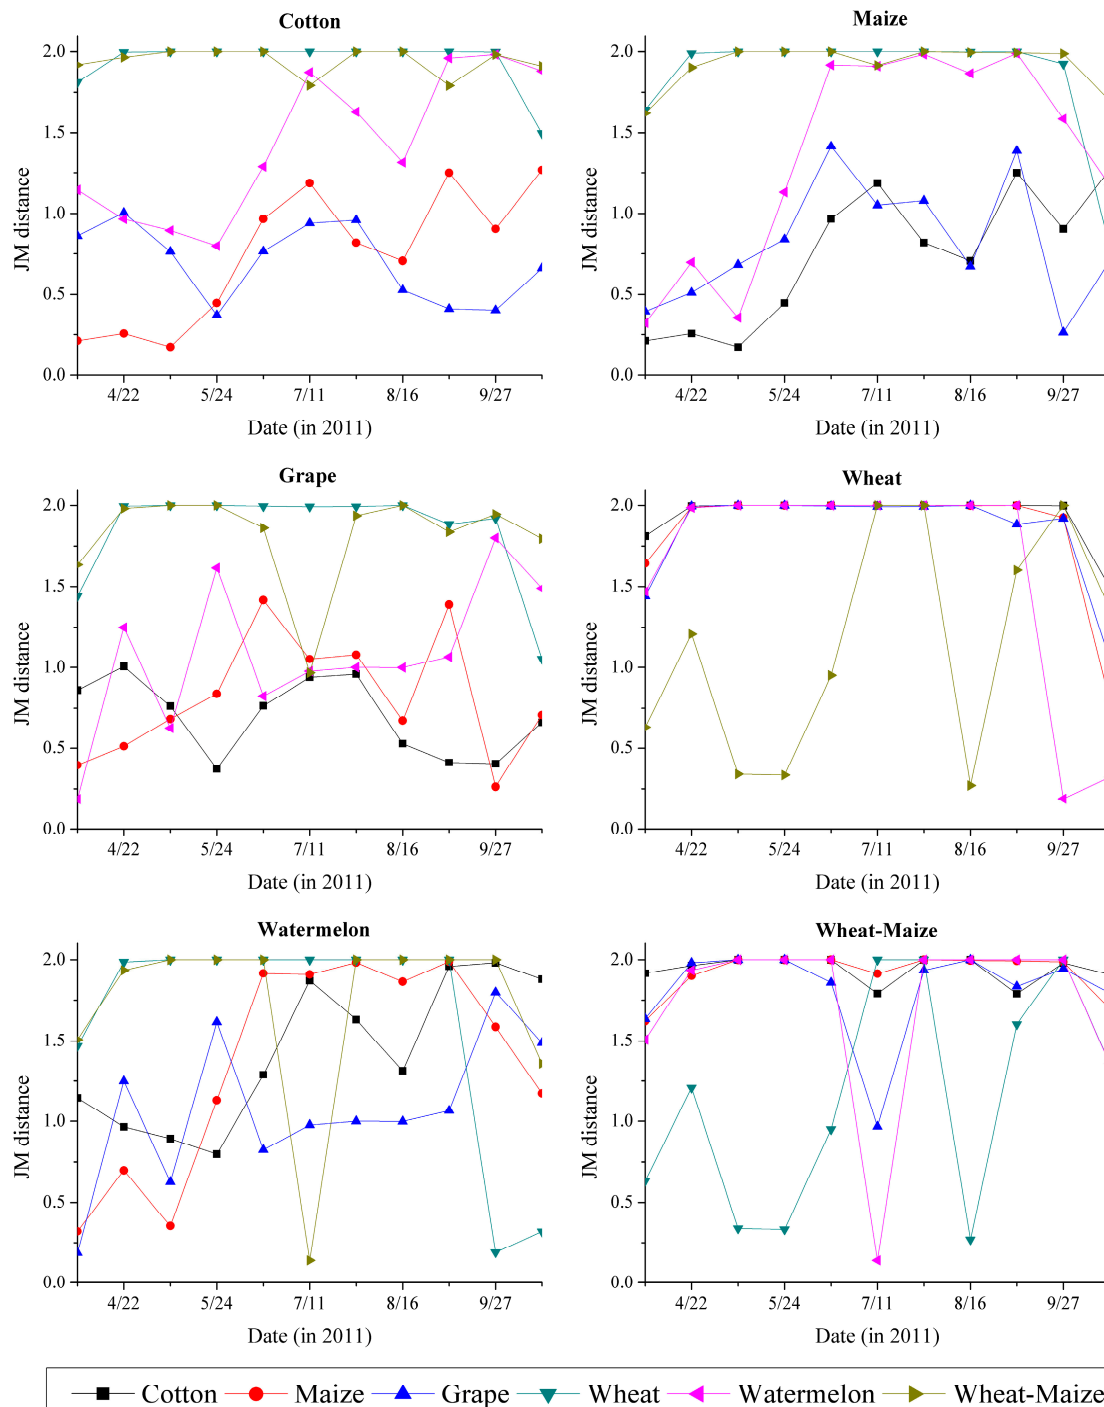 Cotton
2.0
1.5
1.0
0.5
0.0
JM distance
4/22 5/24 7/11 8/16 9/27
Date (in 2011)
Maize
2.0
1.5
1.0
0.5
0.0
JM distance
4/22 5/24 7/11 8/16 9/27
Date (in 2011)
Grape
2.0
1.5
1.0
0.5
0.0
JM distance
4/22 5/24 7/11 8/16 9/27
Date (in 2011)
Wheat
2.0
1.5
1.0
0.5
0.0
JM distance
4/22 5/24 7/11 8/16 9/27
Date (in 2011)
Watermelon
2.0
1.5
1.0
0.5
0.0
JM distance
4/22 5/24 7/11 8/16 9/27
Date (in 2011)
Wheat-Maize
2.0
1.5
1.0
0.5
0.0
JM distance
4/22 5/24 7/11 8/16 9/27
Date (in 2011)
Cotton Maize Grape Wheat Watermelon Wheat-Maize